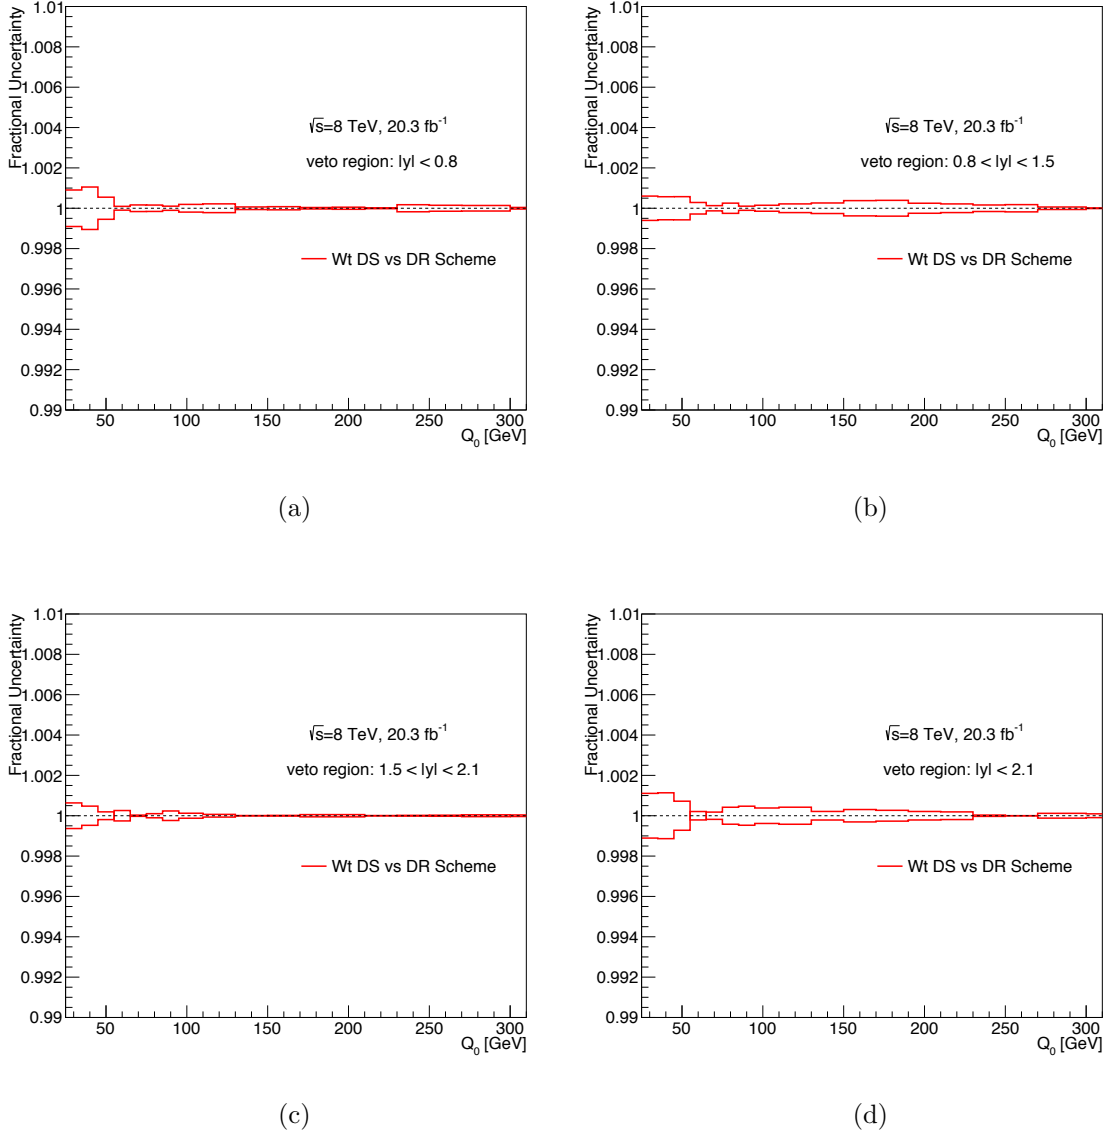 Fractional Uncertainty
1.01
1.008
1.006
1.004
1.002
1
0.998
0.996
0.994
0.992
0.99
√s=8 TeV, 20.3 fb⁻¹
veto region: |y| < 0.8
Wt DS vs DR Scheme
50 100 150 200 250 300
Q₀ [GeV]
(a)
Fractional Uncertainty
1.01
1.008
1.006
1.004
1.002
1
0.998
0.996
0.994
0.992
0.99
√s=8 TeV, 20.3 fb⁻¹
veto region: 0.8 < |y| < 1.5
Wt DS vs DR Scheme
50 100 150 200 250 300
Q₀ [GeV]
(b)
Fractional Uncertainty
1.01
1.008
1.006
1.004
1.002
1
0.998
0.996
0.994
0.992
0.99
√s=8 TeV, 20.3 fb⁻¹
veto region: 1.5 < |y| < 2.1
Wt DS vs DR Scheme
50 100 150 200 250 300
Q₀ [GeV]
(c)
Fractional Uncertainty
1.01
1.008
1.006
1.004
1.002
1
0.998
0.996
0.994
0.992
0.99
√s=8 TeV, 20.3 fb⁻¹
veto region: |y| < 2.1
Wt DS vs DR Scheme
50 100 150 200 250 300
Q₀ [GeV]
(d)